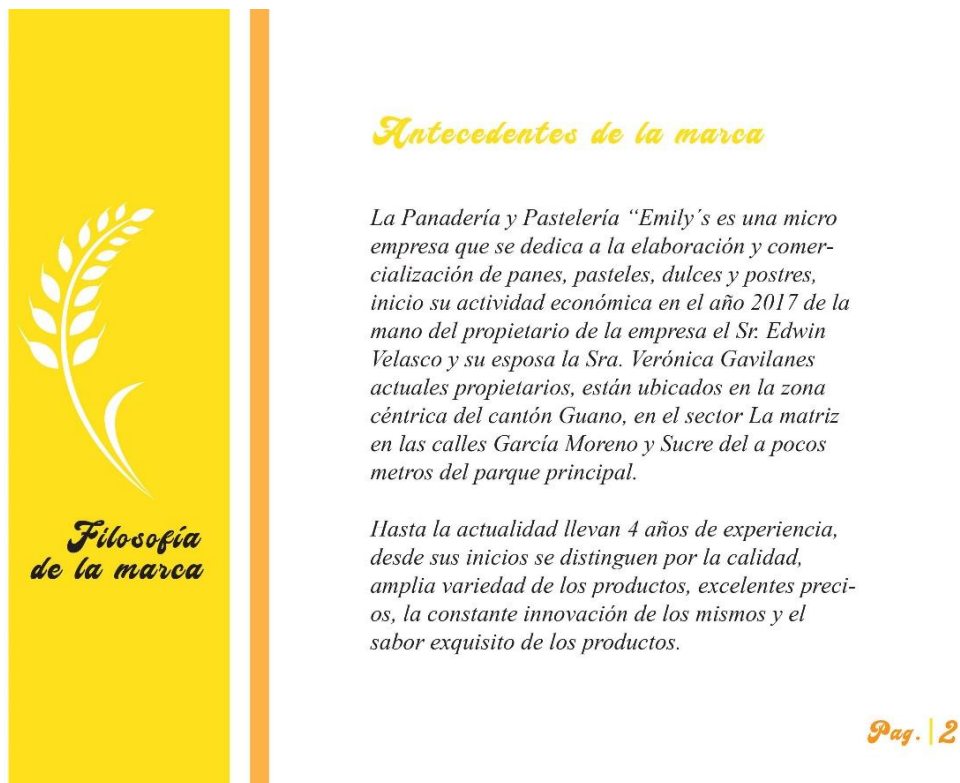 Filosofía
de la marca
Antecedentes de la marca
La Panadería y Pastelería “Emily´s es una micro
empresa que se dedica a la elaboración y comer-
cialización de panes, pasteles, dulces y postres,
inicio su actividad económica en el año 2017 de la
mano del propietario de la empresa el Sr. Edwin
Velasco y su esposa la Sra. Verónica Gavilanes
actuales propietarios, están ubicados en la zona
céntrica del cantón Guano, en el sector La matriz
en las calles García Moreno y Sucre del a pocos
metros del parque principal.
Hasta la actualidad llevan 4 años de experiencia,
desde sus inicios se distinguen por la calidad,
amplia variedad de los productos, excelentes preci-
os, la constante innovación de los mismos y el
sabor exquisito de los productos.
Pag. | 2